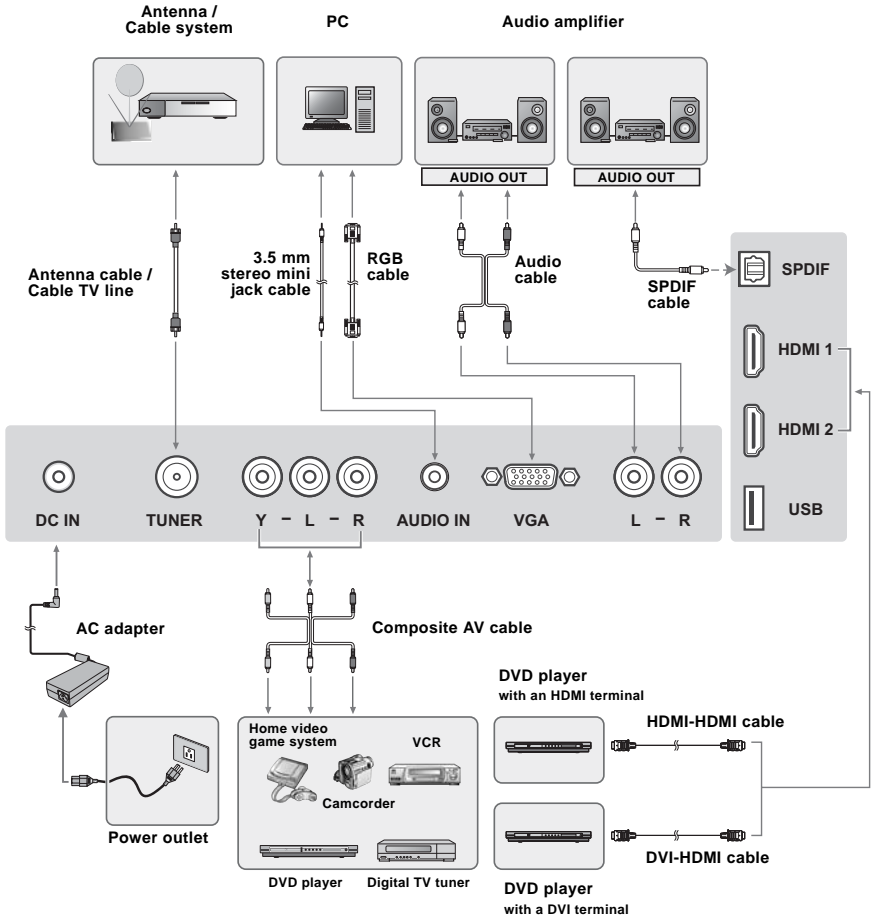 Antenna /
Cable system
PC
Audio amplifier
AUDIO OUT
AUDIO OUT
Antenna cable /
Cable TV line
3.5 mm
stereo mini
jack cable
RGB
cable
Audio
cable
SPDIF
cable
SPDIF
HDMI 1
HDMI 2
USB
DC IN
TUNER
Y – L – R
AUDIO IN
VGA
L – R
AC adapter
Composite AV cable
Power outlet
Home video
game system
VCR
Camcorder
DVD player
Digital TV tuner
DVD player
with an HDMI terminal
HDMI-HDMI cable
DVI-HDMI cable
DVD player
with a DVI terminal